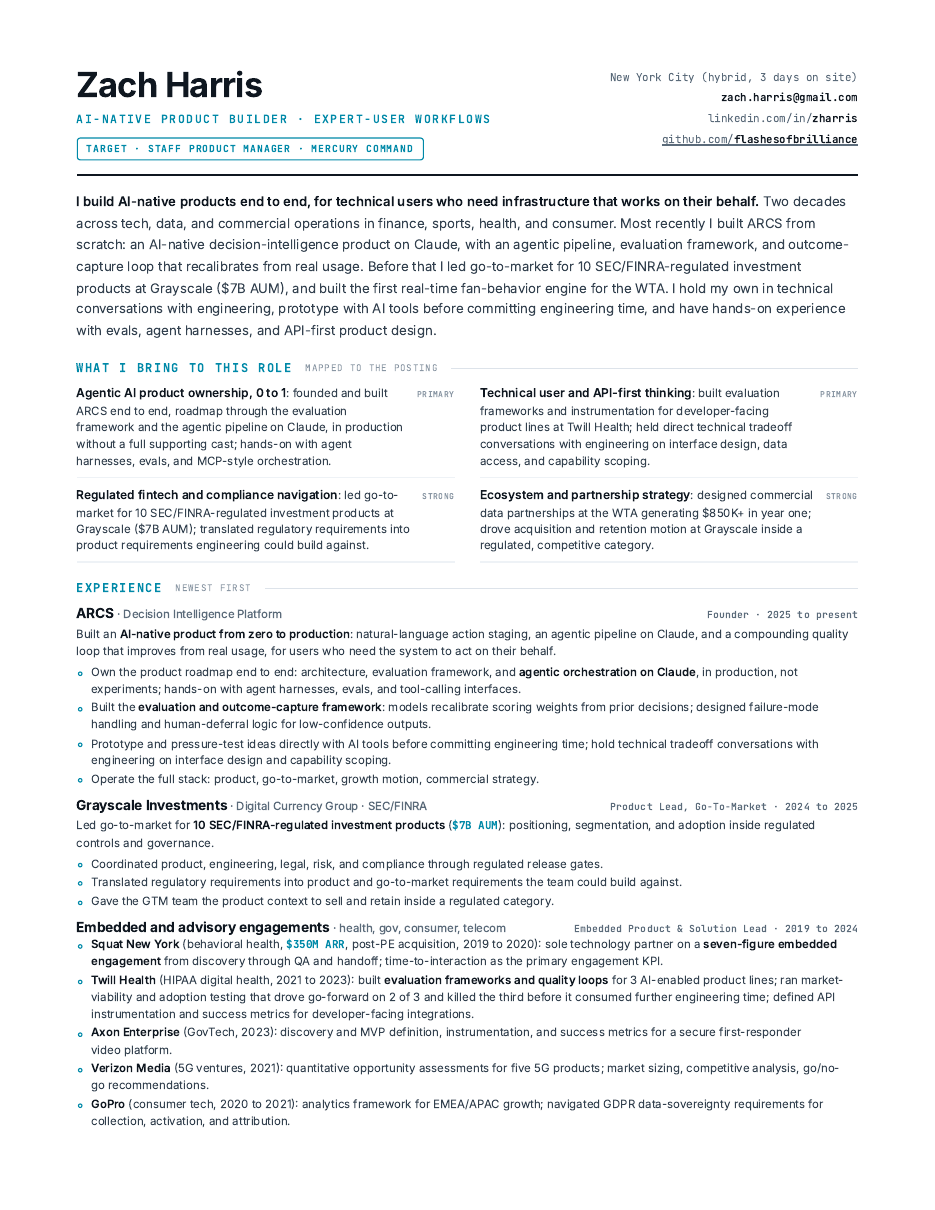 Zach Harris
AI-NATIVE PRODUCT BUILDER · EXPERT-USER WORKFLOWS
TARGET · STAFF PRODUCT MANAGER · MERCURY COMMAND
New York City (hybrid, 3 days on site)
zach.harris@gmail.com
linkedin.com/in/zharris
github.com/flashesofbrilliance
I build AI-native products end to end, for technical users who need infrastructure that works on their behalf. Two decades
across tech, data, and commercial operations in finance, sports, health, and consumer. Most recently I built ARCS from
scratch: an AI-native decision-intelligence product on Claude, with an agentic pipeline, evaluation framework, and outcome-
capture loop that recalibrates from real usage. Before that I led go-to-market for 10 SEC/FINRA-regulated investment
products at Grayscale ($7B AUM), and built the first real-time fan-behavior engine for the WTA. I hold my own in technical
conversations with engineering, prototype with AI tools before committing engineering time, and have hands-on experience
with evals, agent harnesses, and API-first product design.
WHAT I BRING TO THIS ROLE MAPPED TO THE POSTING
Agentic AI product ownership, 0 to 1: founded and built
ARCS end to end, roadmap through the evaluation
framework and the agentic pipeline on Claude, in production
without a full supporting cast; hands-on with agent
harnesses, evals, and MCP-style orchestration.
PRIMARY
Technical user and API-first thinking: built evaluation
frameworks and instrumentation for developer-facing
product lines at Twill Health; held direct technical tradeoff
conversations with engineering on interface design, data
access, and capability scoping.
PRIMARY
Regulated fintech and compliance navigation: led go-to-
market for 10 SEC/FINRA-regulated investment products at
Grayscale ($7B AUM); translated regulatory requirements into
product requirements engineering could build against.
STRONG
Ecosystem and partnership strategy: designed commercial
data partnerships at the WTA generating $850K+ in year one;
drove acquisition and retention motion at Grayscale inside a
regulated, competitive category.
STRONG
EXPERIENCE NEWEST FIRST
ARCS · Decision Intelligence Platform
Founder · 2025 to present
Built an AI-native product from zero to production: natural-language action staging, an agentic pipeline on Claude, and a compounding quality
loop that improves from real usage, for users who need the system to act on their behalf.
Own the product roadmap end to end: architecture, evaluation framework, and agentic orchestration on Claude, in production, not
experiments; hands-on with agent harnesses, evals, and tool-calling interfaces.
Built the evaluation and outcome-capture framework: models recalibrate scoring weights from prior decisions; designed failure-mode
handling and human-deferral logic for low-confidence outputs.
Prototype and pressure-test ideas directly with AI tools before committing engineering time; hold technical tradeoff conversations with
engineering on interface design and capability scoping.
Operate the full stack: product, go-to-market, growth motion, commercial strategy.
Grayscale Investments · Digital Currency Group · SEC/FINRA
Product Lead, Go-To-Market · 2024 to 2025
Led go-to-market for 10 SEC/FINRA-regulated investment products ($7B AUM): positioning, segmentation, and adoption inside regulated
controls and governance.
Coordinated product, engineering, legal, risk, and compliance through regulated release gates.
Translated regulatory requirements into product and go-to-market requirements the team could build against.
Gave the GTM team the product context to sell and retain inside a regulated category.
Embedded and advisory engagements · health, gov, consumer, telecom
Embedded Product & Solution Lead · 2019 to 2024
Squat New York (behavioral health, $350M ARR, post-PE acquisition, 2019 to 2020): sole technology partner on a seven-figure embedded
engagement from discovery through QA and handoff; time-to-interaction as the primary engagement KPI.
Twill Health (HIPAA digital health, 2021 to 2023): built evaluation frameworks and quality loops for 3 AI-enabled product lines; ran market-
viability and adoption testing that drove go-forward on 2 of 3 and killed the third before it consumed further engineering time; defined API
instrumentation and success metrics for developer-facing integrations.
Axon Enterprise (GovTech, 2023): discovery and MVP definition, instrumentation, and success metrics for a secure first-responder
video platform.
Verizon Media (5G ventures, 2021): quantitative opportunity assessments for five 5G products; market sizing, competitive analysis, go/no-
go recommendations.
GoPro (consumer tech, 2020 to 2021): analytics framework for EMEA/APAC growth; navigated GDPR data-sovereignty requirements for
collection, activation, and attribution.